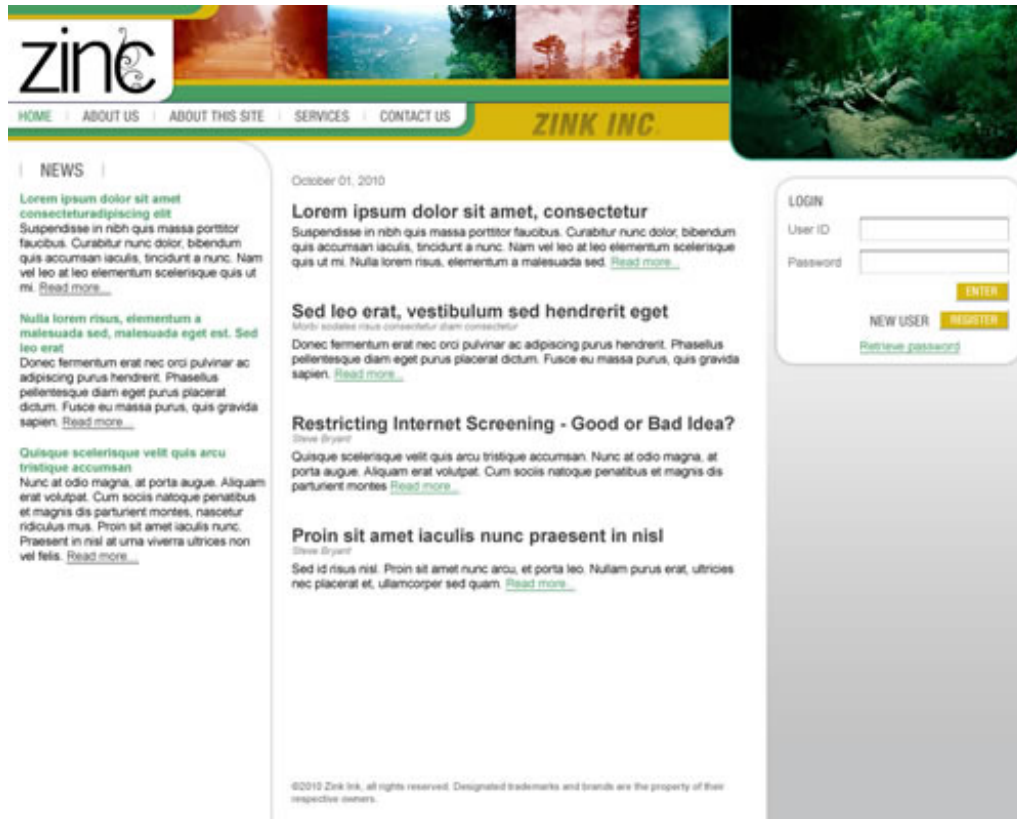 zinc
HOME ABOUT US ABOUT THIS SITE SERVICES CONTACT US
ZINK INC.
NEWS
Lorem ipsum dolor sit amet
consecteturadipiscing elit
Suspendisse in nibh quis massa porttitor
faucibus. Curabitur nunc dolor, bibendum
quis accumsan iaculis, tincidunt a nunc. Nam
vel leo at leo elementum scelerisque quis ut
mi. Read more...
Nulla lorem risus, elementum a
malesuada sed, malesuada eget est. Sed
leo erat
Donec fermentum erat nec orci pulvinar ac
adipiscing purus hendrerit. Phasellus
pellentesque diam eget purus placerat
dictum. Fusce eu massa purus, quis gravida
sapien. Read more...
Quisque scelerisque velit quis arcu
tristique accumsan
Nunc at odio magna, at porta augue. Aliquam
erat volutpat. Cum sociis natoque penatibus
et magnis dis parturient montes, nascetur
ridiculus mus. Proin sit amet iaculis nunc.
Praesent in nisl at urna viverra ultrices non
vel felis. Read more...
October 01, 2010
Lorem ipsum dolor sit amet, consectetur
Suspendisse in nibh quis massa porttitor faucibus. Curabitur nunc dolor, bibendum
quis accumsan iaculis, tincidunt a nunc. Nam vel leo at leo elementum scelerisque
quis ut mi. Nulla lorem risus, elementum a malesuada sed. Read more...
Sed leo erat, vestibulum sed hendrerit eget
Morbi sodales risus consectetur diam consectetur
Donec fermentum erat nec orci pulvinar ac adipiscing purus hendrerit. Phasellus
pellentesque diam eget purus placerat dictum. Fusce eu massa purus, quis gravida
sapien. Read more...
Restricting Internet Screening - Good or Bad Idea?
Steve Bryant
Quisque scelerisque velit quis arcu tristique accumsan. Nunc at odio magna, at
porta augue. Aliquam erat volutpat. Cum sociis natoque penatibus et magnis dis
parturient montes Read more...
Proin sit amet iaculis nunc praesent in nisl
Steve Bryant
Sed id risus nisl. Proin sit amet nunc arcu, et porta leo. Nullam purus erat, ultricies
nec placerat et, ullamcorper sed quam. Read more...
©2010 Zink Ink, all rights reserved. Designated trademarks and brands are the property of their
respective owners.
LOGIN
User ID
Password
ENTER
NEW USER REGISTER
Retrieve password